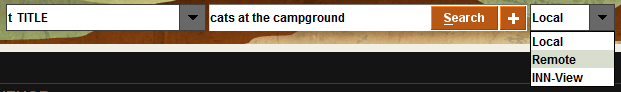 t TITLE cats at the campground Search + Local
Local
Remote
INN-View